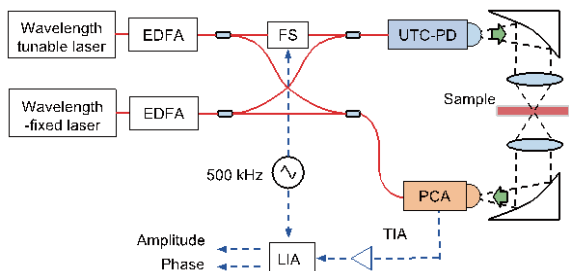 Wavelength
tunable laser
EDFA
FS
UTC-PD
Wavelength
-fixed laser
EDFA
Sample
500 kHz
PCA
TIA
Amplitude
Phase
LIA